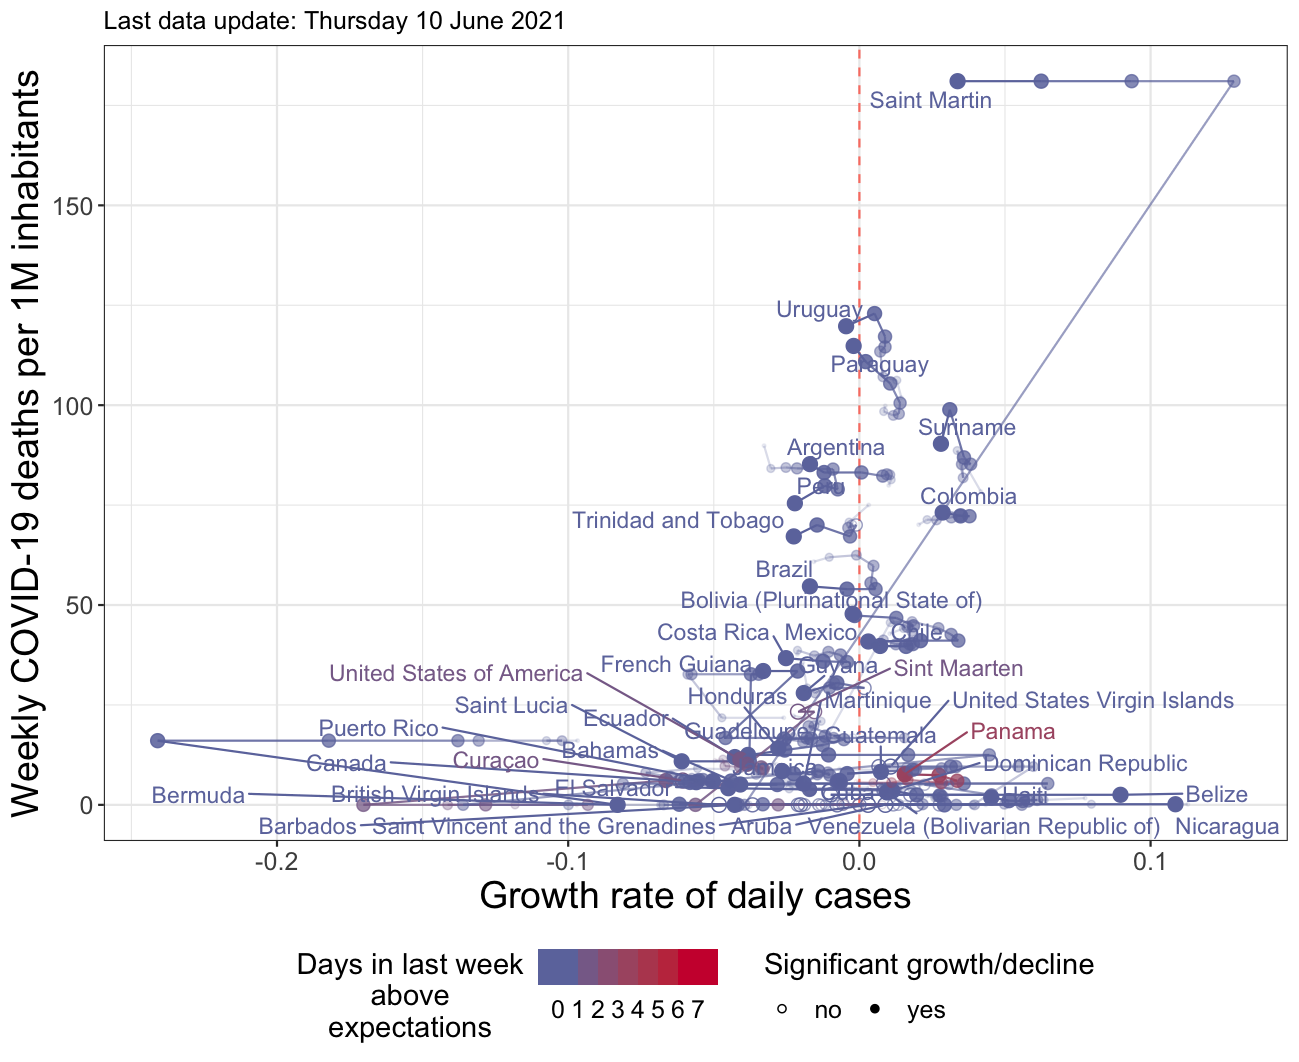 Last data update: Thursday 10 June 2021
Weekly COVID-19 deaths per 1M inhabitants
150
100
50
0
Saint Martin
Uruguay
Paraguay
Suriname
Argentina
Peru
Colombia
Trinidad and Tobago
Brazil
Bolivia (Plurinational State of)
Costa Rica
Mexico
Chile
French Guiana
Guyana
Sint Maarten
United States of America
Honduras
Martinique
United States Virgin Islands
Saint Lucia
Ecuador
Puerto Rico
Guadeloupe
Guatemala
Panama
Bahamas
Curaçao
Canada
Jamaica
Dominican Republic
El Salvador
Bermuda
British Virgin Islands
Cuba
Haiti
Belize
Barbados
Saint Vincent and the Grenadines
Aruba
Venezuela (Bolivarian Republic of)
Nicaragua
-0.2
-0.1
0.0
0.1
Growth rate of daily cases
Days in last week
above
expectations
0 1 2 3 4 5 6 7
Significant growth/decline
no
yes